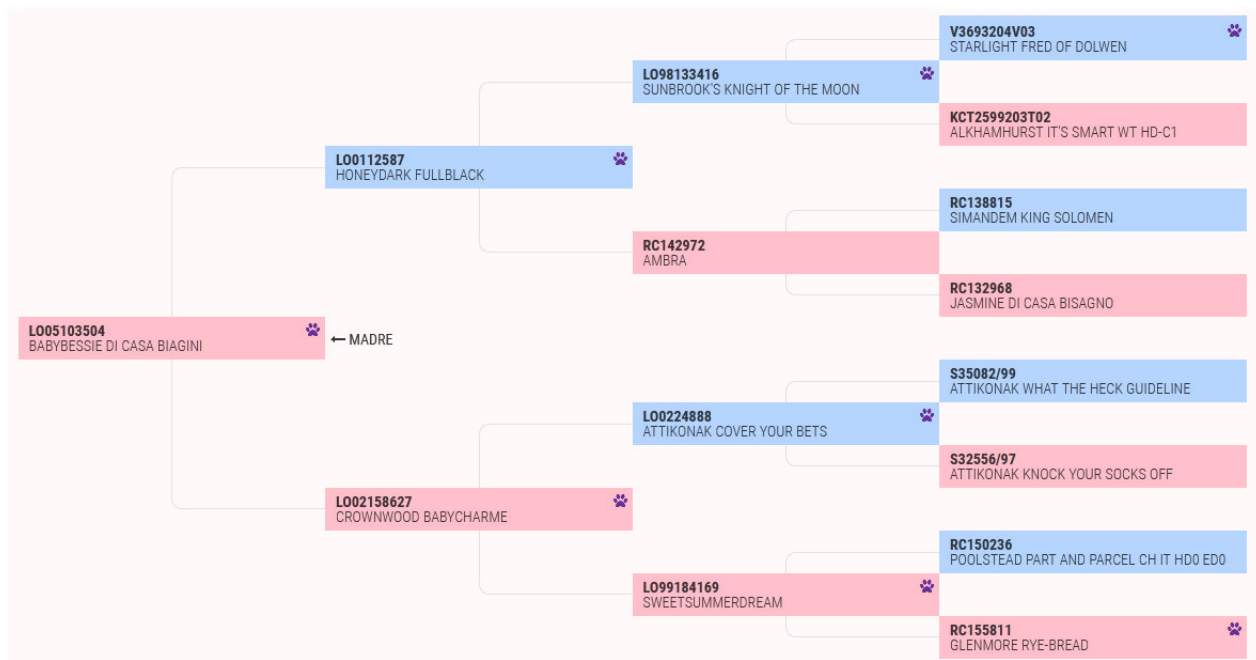 V3693204V03
STARLIGHT FRED OF DOLWEN
LO98133416
SUNBROOK'S KNIGHT OF THE MOON
KCT2599203T02
ALKHAMHURST IT'S SMART WT HD-C1
LO0112587
HONEYDARK FULLBLACK
RC138815
SIMANDEM KING SOLOMEN
RC142972
AMBRA
RC132968
JASMINE DI CASA BISAGNO
LO05103504
BABYBESSIE DI CASA BIAGINI
← MADRE
S35082/99
ATTIKONAK WHAT THE HECK GUIDELINE
LO0224888
ATTIKONAK COVER YOUR BETS
S32556/97
ATTIKONAK KNOCK YOUR SOCKS OFF
LO02158627
CROWNWOOD BABYCHARME
RC150236
POOLSTEAD PART AND PARCEL CH IT HD0 ED0
LO99184169
SWEETSUMMERDREAM
RC155811
GLENMORE RYE-BREAD